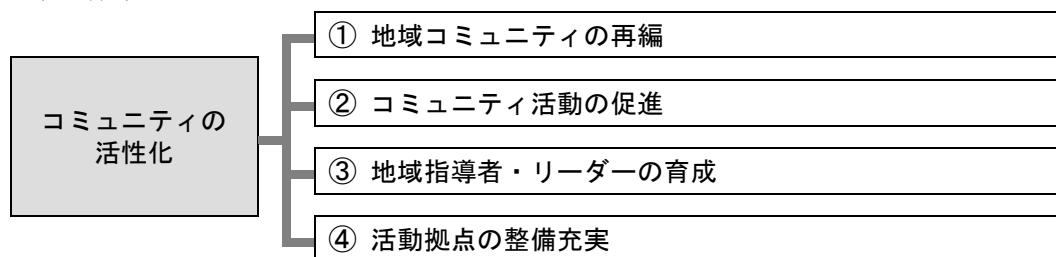 ① 地域コミュニティの再編
② コミュニティ活動の促進
コミュニティの
活性化
③ 地域指導者・リーダーの育成
④ 活動拠点の整備充実